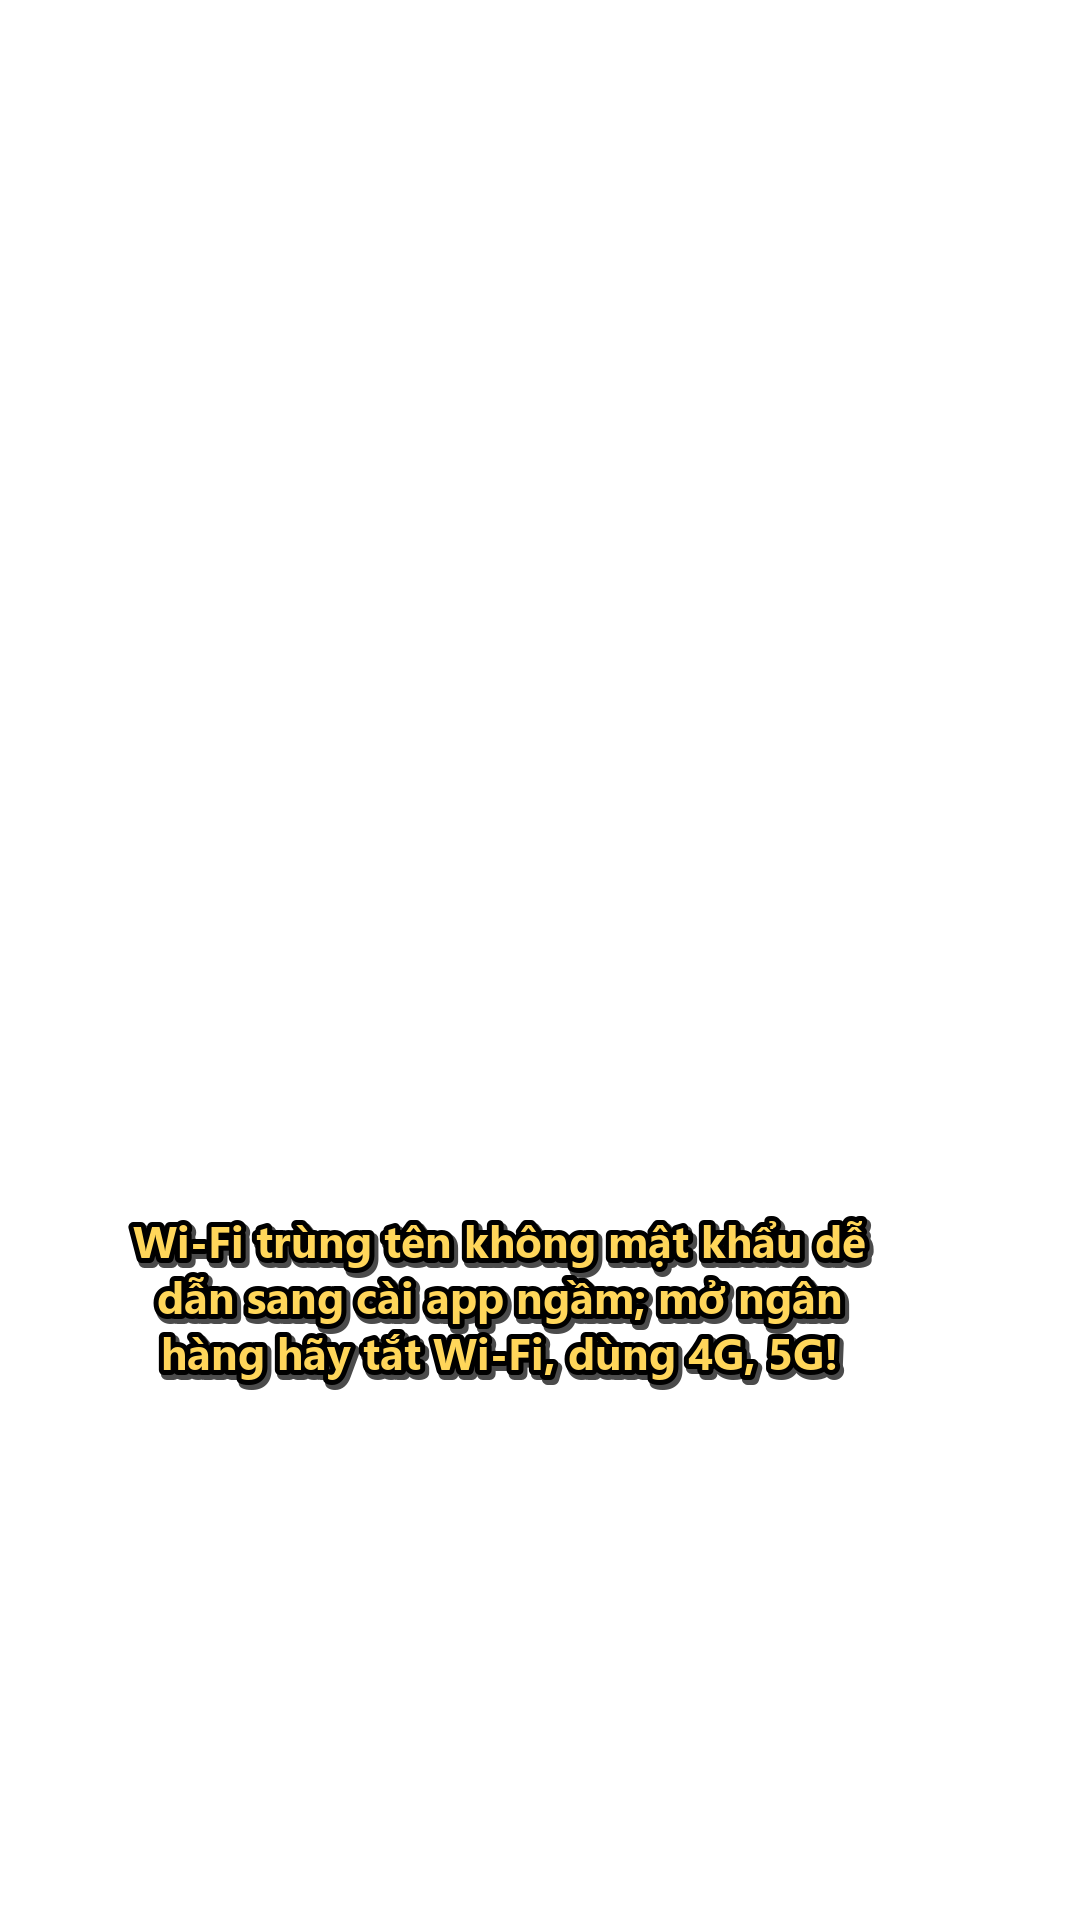 Wi-Fi trùng tên không mật khẩu dễ
dẫn sang cài app ngầm; mở ngân
hàng hãy tắt Wi-Fi, dùng 4G, 5G!